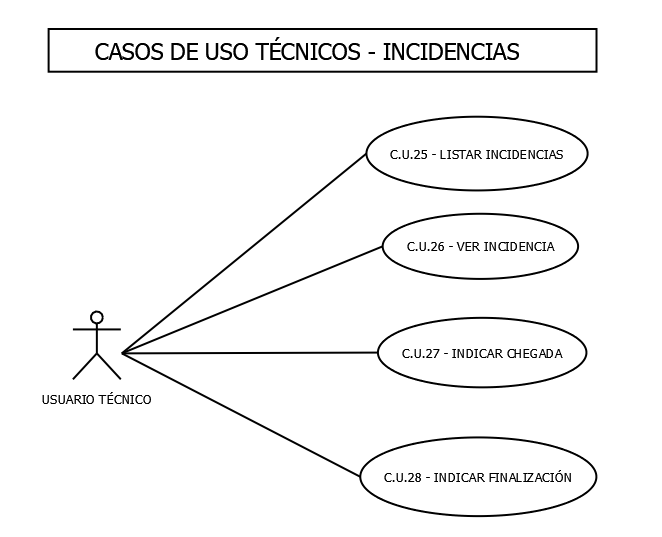 CASOS DE USO TÉCNICOS - INCIDENCIAS
C.U.25 - LISTAR INCIDENCIAS
C.U.26 - VER INCIDENCIA
C.U.27 - INDICAR CHEGADA
USUARIO TÉCNICO
C.U.28 - INDICAR FINALIZACIÓN